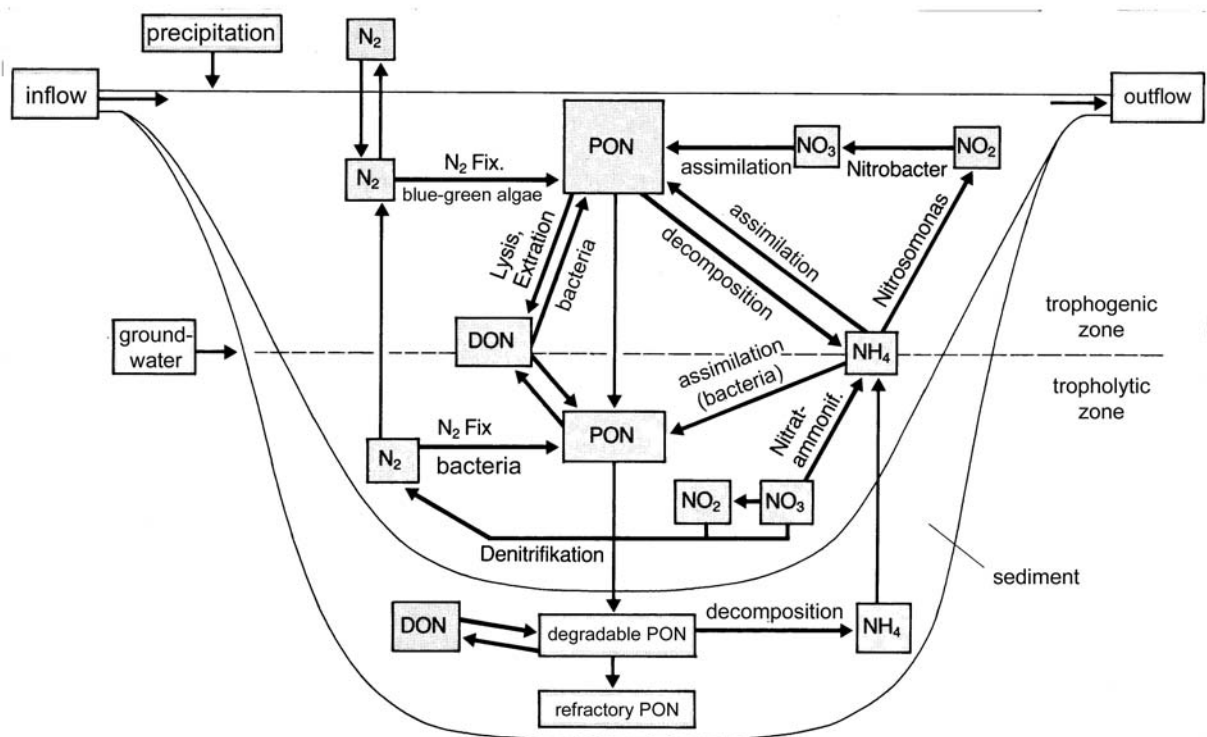 precipitation
N₂
inflow
outflow
PON
NO₃
NO₂
assimilation
Nitrobacter
N₂
N₂ Fix.
blue-green algae
Lysis,
Extration
bacteria
decomposition
assimilation
Nitrosomonas
trophogenic
zone
ground-
water
DON
NH₄
tropholytic
zone
assimilation
(bacteria)
Nitrat-
ammonif.
N₂
N₂ Fix
bacteria
PON
NO₂
NO₃
Denitrifikation
sediment
DON
degradable PON
decomposition
NH₄
refractory PON